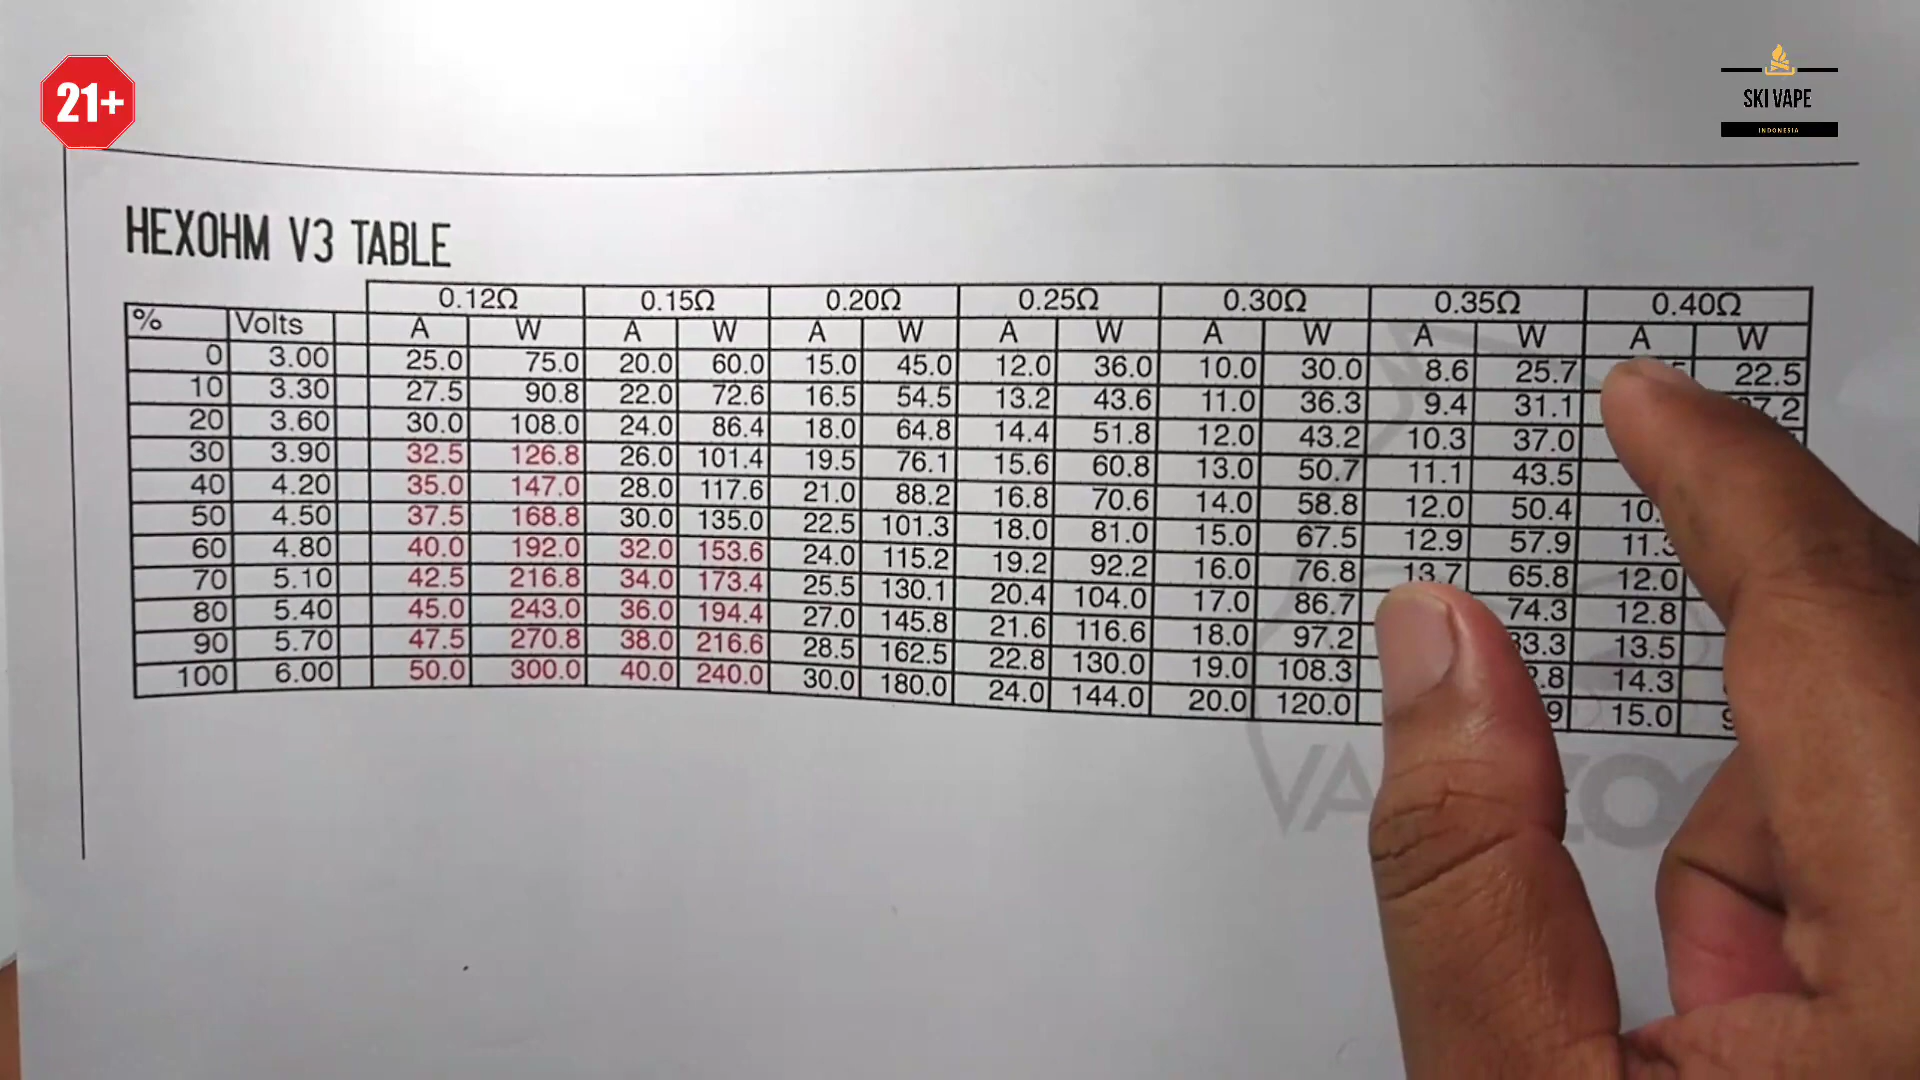 21+
SKI VAPE
INDONESIA
HEXOHM V3 TABLE
0.12Ω 0.15Ω 0.20Ω 0.25Ω 0.30Ω 0.35Ω 0.40Ω
% Volts A W A W A W A W A W A W A W
0 3.00 25.0 75.0 20.0 60.0 15.0 45.0 12.0 36.0 10.0 30.0 8.6 25.7 22.5
10 3.30 27.5 90.8 22.0 72.6 16.5 54.5 13.2 43.6 11.0 36.3 9.4 31.1
20 3.60 30.0 108.0 24.0 86.4 18.0 64.8 14.4 51.8 12.0 43.2 10.3 37.0
30 3.90 32.5 126.8 26.0 101.4 19.5 76.1 15.6 60.8 13.0 50.7 11.1 43.5
40 4.20 35.0 147.0 28.0 117.6 21.0 88.2 16.8 70.6 14.0 58.8 12.0 50.4
50 4.50 37.5 168.8 30.0 135.0 22.5 101.3 18.0 81.0 15.0 67.5 12.9 57.9 11.3
60 4.80 40.0 192.0 32.0 153.6 24.0 115.2 19.2 92.2 16.0 76.8 13.7 65.8 12.0
70 5.10 42.5 216.8 34.0 173.4 25.5 130.1 20.4 104.0 17.0 86.7 74.3 12.8
80 5.40 45.0 243.0 36.0 194.4 27.0 145.8 21.6 116.6 18.0 97.2 13.5
90 5.70 47.5 270.8 38.0 216.6 28.5 162.5 22.8 130.0 19.0 108.3 14.3
100 6.00 50.0 300.0 40.0 240.0 30.0 180.0 24.0 144.0 20.0 120.0 15.0